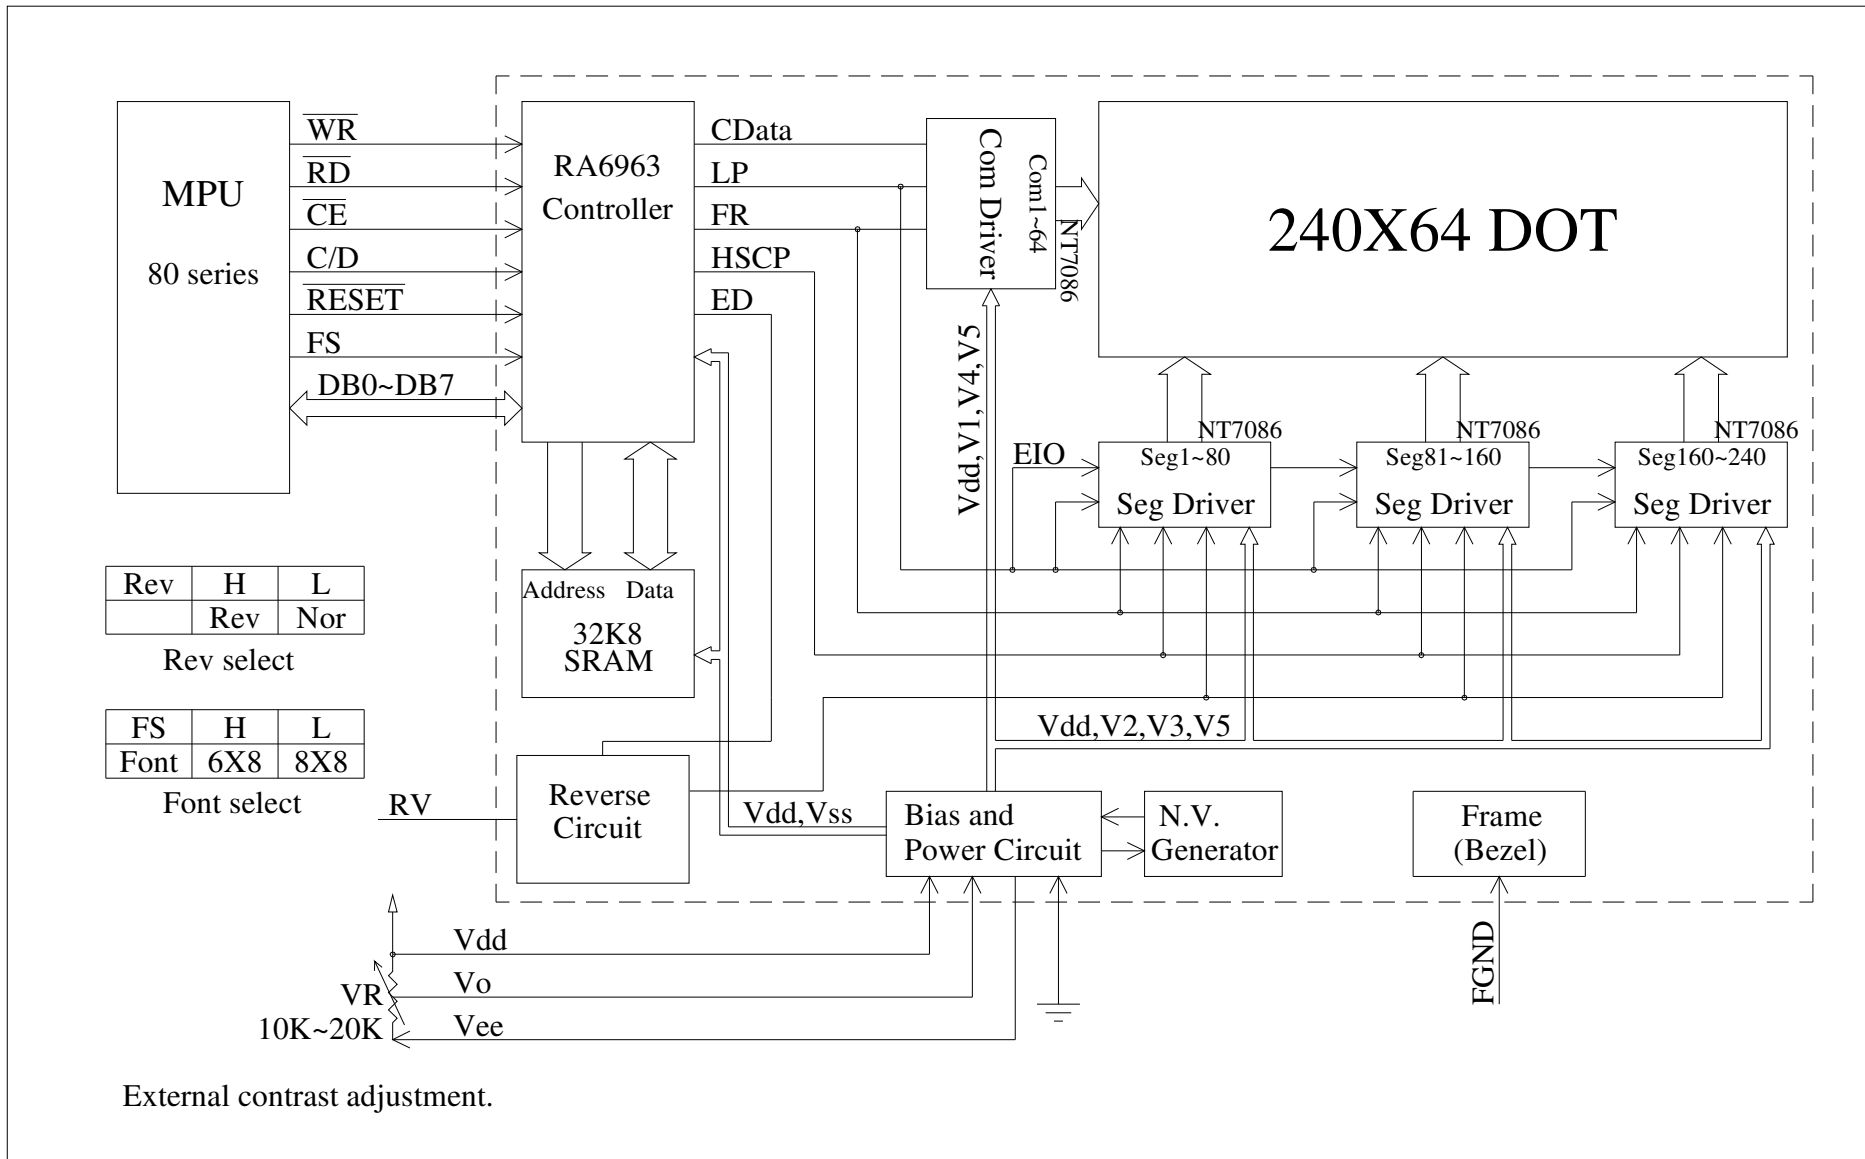 MPU
80 series
WR
RD
CE
C/D
RESET
FS
DB0~DB7
RA6963
Controller
CData
LP
FR
HSCP
ED
Com Driver
Com1~64
NT7086
240X64 DOT
Vdd,V1,V4,V5
EIO
NT7086
Seg1~80
Seg Driver
NT7086
Seg81~160
Seg Driver
NT7086
Seg160~240
Seg Driver
Address Data
32K8
SRAM
Rev H L
Rev Nor
Rev select
FS H L
Font 6X8 8X8
Font select
RV
Reverse
Circuit
Vdd,V2,V3,V5
Vdd,Vss
Bias and
Power Circuit
N.V.
Generator
Frame
(Bezel)
FGND
Vdd
Vo
Vee
VR
10K~20K
External contrast adjustment.